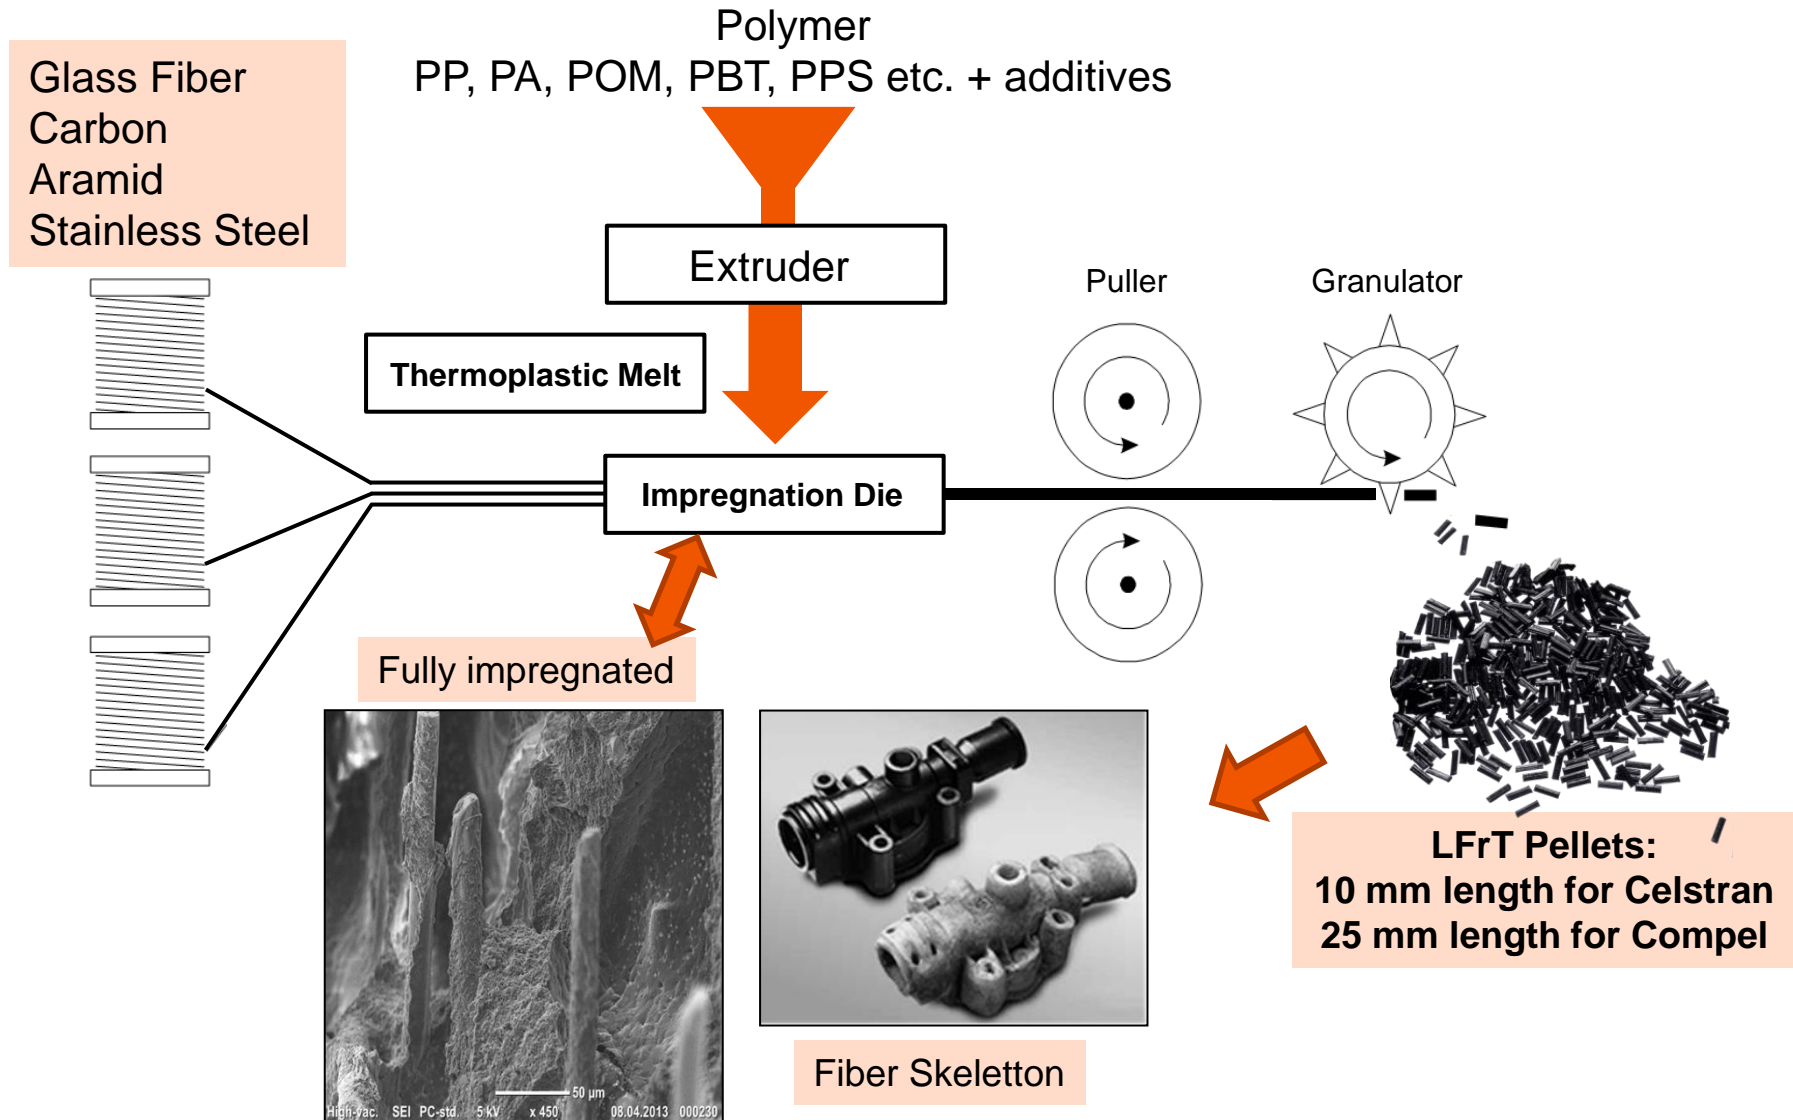 Polymer
PP, PA, POM, PBT, PPS etc. + additives
Glass Fiber
Carbon
Aramid
Stainless Steel
Extruder
Puller
Granulator
Thermoplastic Melt
Impregnation Die
Fully impregnated
LFrT Pellets:
10 mm length for Celstran
25 mm length for Compel
50 µm
High-vac. SEI PC-std. 5 kV x 450 08.04.2013 000230
Fiber Skeletton